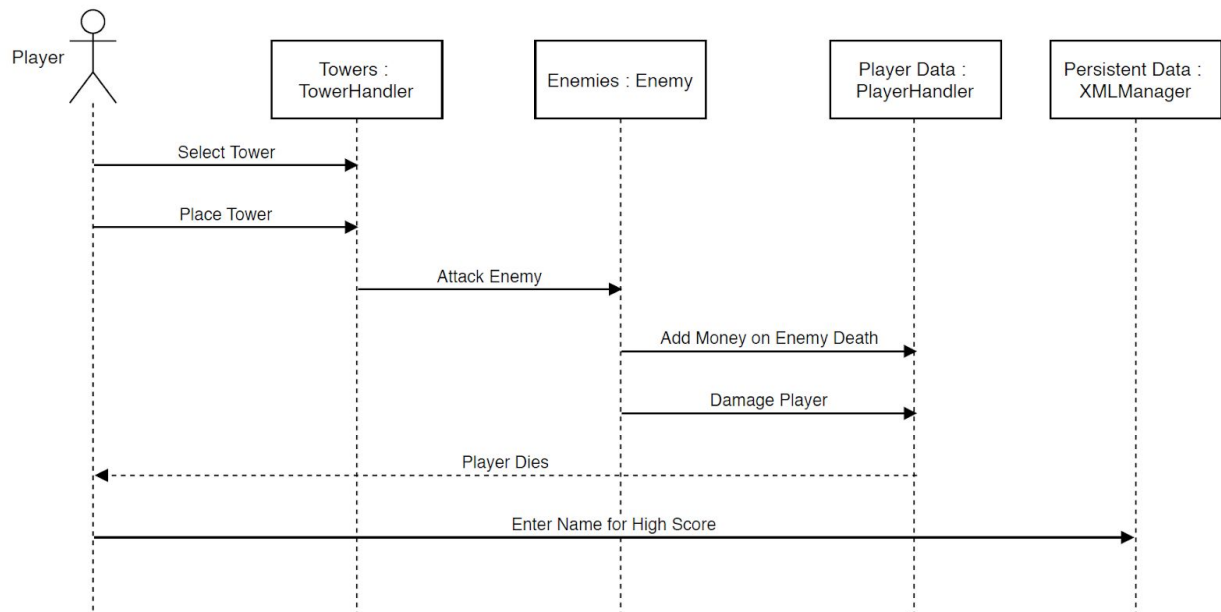 Player
Towers :
TowerHandler
Enemies : Enemy
Player Data :
PlayerHandler
Persistent Data :
XMLManager
Select Tower
Place Tower
Attack Enemy
Add Money on Enemy Death
Damage Player
Player Dies
Enter Name for High Score